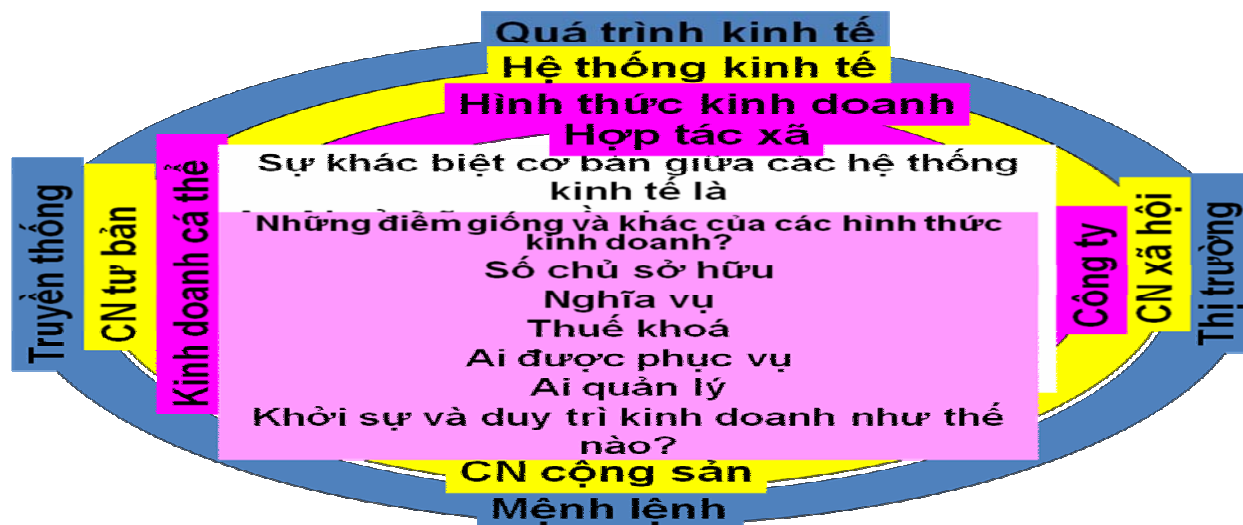 Quá trình kinh tế
Hệ thống kinh tế
Hình thức kinh doanh
Hợp tác xã
Truyền thống
CN tư bản
Kinh doanh cá thể
Sự khác biệt cơ bản giữa các hệ thống
kinh tế là
Những điểm giống và khác của các hình thức
kinh doanh?
Số chủ sở hữu
Nghĩa vụ
Thuế khoá
Ai được phục vụ
Ai quản lý
Khởi sự và duy trì kinh doanh như thế
nào?
Công ty
CN xã hội
Thị trường
CN cộng sản
Mệnh lệnh